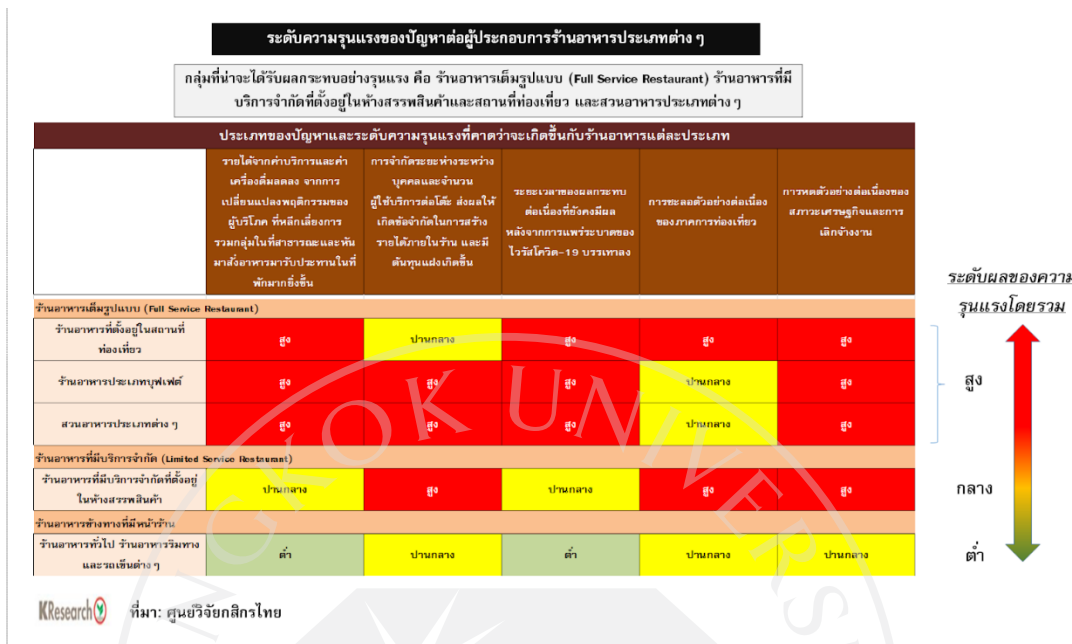 ระดับความรุนแรงของปัญหาต่อผู้ประกอบการร้านอาหารประเภทต่าง ๆ
กลุ่มที่น่าจะได้รับผลกระทบอย่างรุนแรง คือ ร้านอาหารเต็มรูปแบบ (Full Service Restaurant) ร้านอาหารที่มี
บริการจำกัดที่ตั้งอยู่ในห้างสรรพสินค้าและสถานที่ท่องเที่ยว และสวนอาหารประเภทต่าง ๆ
ประเภทของปัญหาและระดับความรุนแรงที่คาดว่าจะเกิดขึ้นกับร้านอาหารแต่ละประเภท
รายได้จากค่าบริการและค่า
เครื่องดื่มลดลง จากการ
เปลี่ยนแปลงพฤติกรรมของ
ผู้บริโภค ที่หลีกเลี่ยงการ
รวมกลุ่มในที่สาธารณะและหัน
มาสั่งอาหารมารับประทานในที่
พักมากยิ่งขึ้น
การจำกัดระยะห่างระหว่าง
บุคคลและจำนวน
ผู้ใช้บริการต่อโต๊ะ ส่งผลให้
เกิดข้อจำกัดในการสร้าง
รายได้ภายในร้าน และมี
ต้นทุนแฝงเกิดขึ้น
ระยะเวลาของผลกระทบ
ต่อเนื่องที่ยังคงมีผล
หลังจากการแพร่ระบาดของ
ไวรัสโควิด-19 บรรเทาลง
การชะลอตัวอย่างต่อเนื่อง
ของภาคการท่องเที่ยว
การหดตัวอย่างต่อเนื่องของ
สภาวะเศรษฐกิจและการ
เลิกจ้างงาน
ระดับผลของความ
รุนแรงโดยรวม
ร้านอาหารเต็มรูปแบบ (Full Service Restaurant)
ร้านอาหารที่ตั้งอยู่ในสถานที่
ท่องเที่ยว
สูง
ปานกลาง
สูง
สูง
สูง
ร้านอาหารประเภทบุฟเฟต์
สูง
สูง
สูง
ปานกลาง
สูง
สูง
สวนอาหารประเภทต่าง ๆ
สูง
สูง
สูง
ปานกลาง
สูง
ร้านอาหารที่มีบริการจำกัด (Limited Service Restaurant)
ร้านอาหารที่มีบริการจำกัดที่ตั้งอยู่
ในห้างสรรพสินค้า
ปานกลาง
สูง
ปานกลาง
สูง
สูง
กลาง
ร้านอาหารข้างทางที่มีหน้าร้าน
ร้านอาหารทั่วไป ร้านอาหารริมทาง
และรถเข็นต่าง ๆ
ต่ำ
ปานกลาง
ต่ำ
ปานกลาง
ปานกลาง
ต่ำ
NGKOK UNIVERS
KResearch ที่มา: ศูนย์วิจัยกสิกรไทย